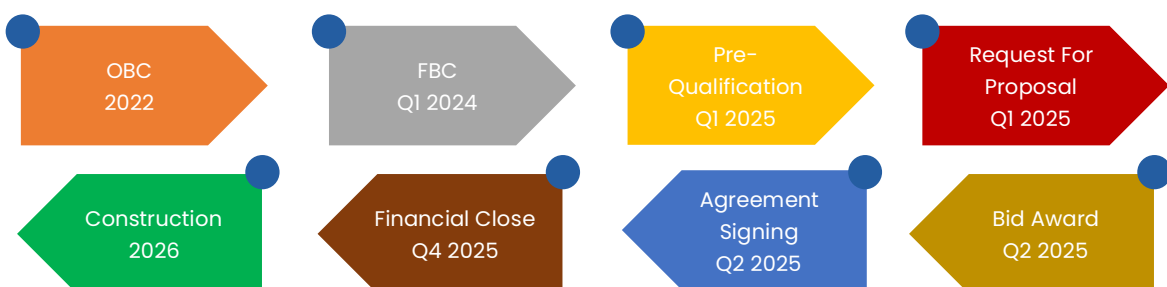 OBC
2022
FBC
Q1 2024
Pre-
Qualification
Q1 2025
Request For
Proposal
Q1 2025
Construction
2026
Financial Close
Q4 2025
Agreement
Signing
Q2 2025
Bid Award
Q2 2025